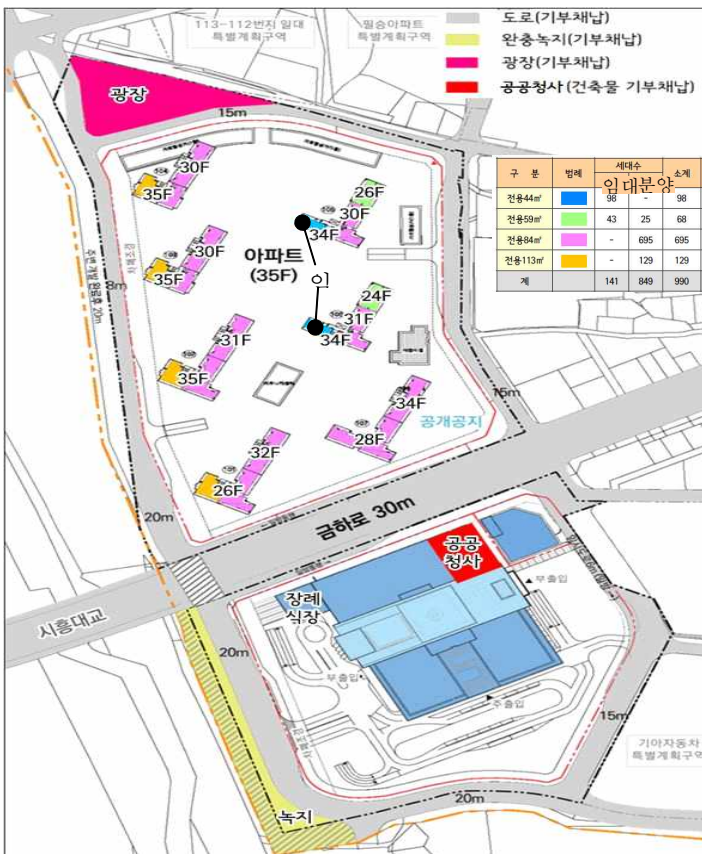 113-112번지 일대
특별계획구역
필승아파트
특별계획구역
도로(기부채납)
완충녹지(기부채납)
광장(기부채납)
공공청사(건축물 기부채납)
광장
15m
구 분 범례 세대수 소계
임대분양
전용44㎡ 98 - 98
전용59㎡ 43 25 68
전용84㎡ - 695 695
전용113㎡ - 129 129
계 141 849 990
30F
35F
26F
30F
34F
아파트
(35F)
인
30F
35F
8m
24F
31F
34F
31F
35F
34F
28F
공개공지
15m
32F
26F
20m
금하로 30m
공공
청사
부출입
장례
식장
시흥대교
20m
부출입
주출입
15m
기아자동차
특별계획구역
20m
녹지